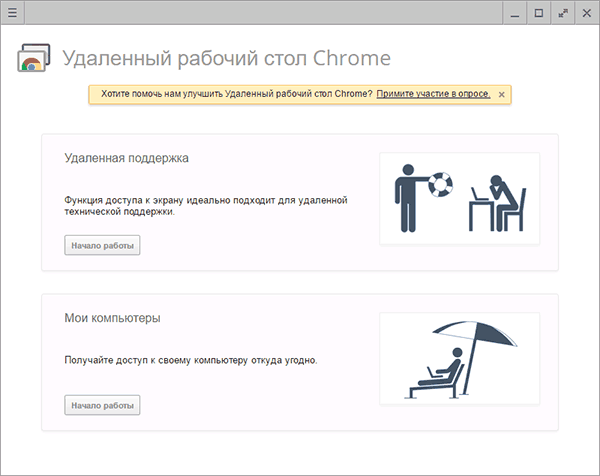 Удаленный рабочий стол Chrome
Хотите помочь нам улучшить Удаленный рабочий стол Chrome? Примите участие в опросе.
Удаленная поддержка
Функция доступа к экрану идеально подходит для удаленной
технической поддержки.
Начало работы
Мои компьютеры
Получайте доступ к своему компьютеру откуда угодно.
Начало работы